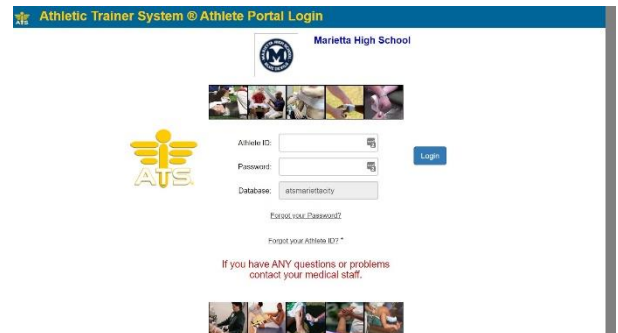 ATS
Athletic Trainer System ® Athlete Portal Login
Marietta High School
M
ATS
Athlete ID:
Password:
Login
Database:
atsmariettacity
Forgot your Password?
Forgot your Athlete ID? *
If you have ANY questions or problems
contact your medical staff.